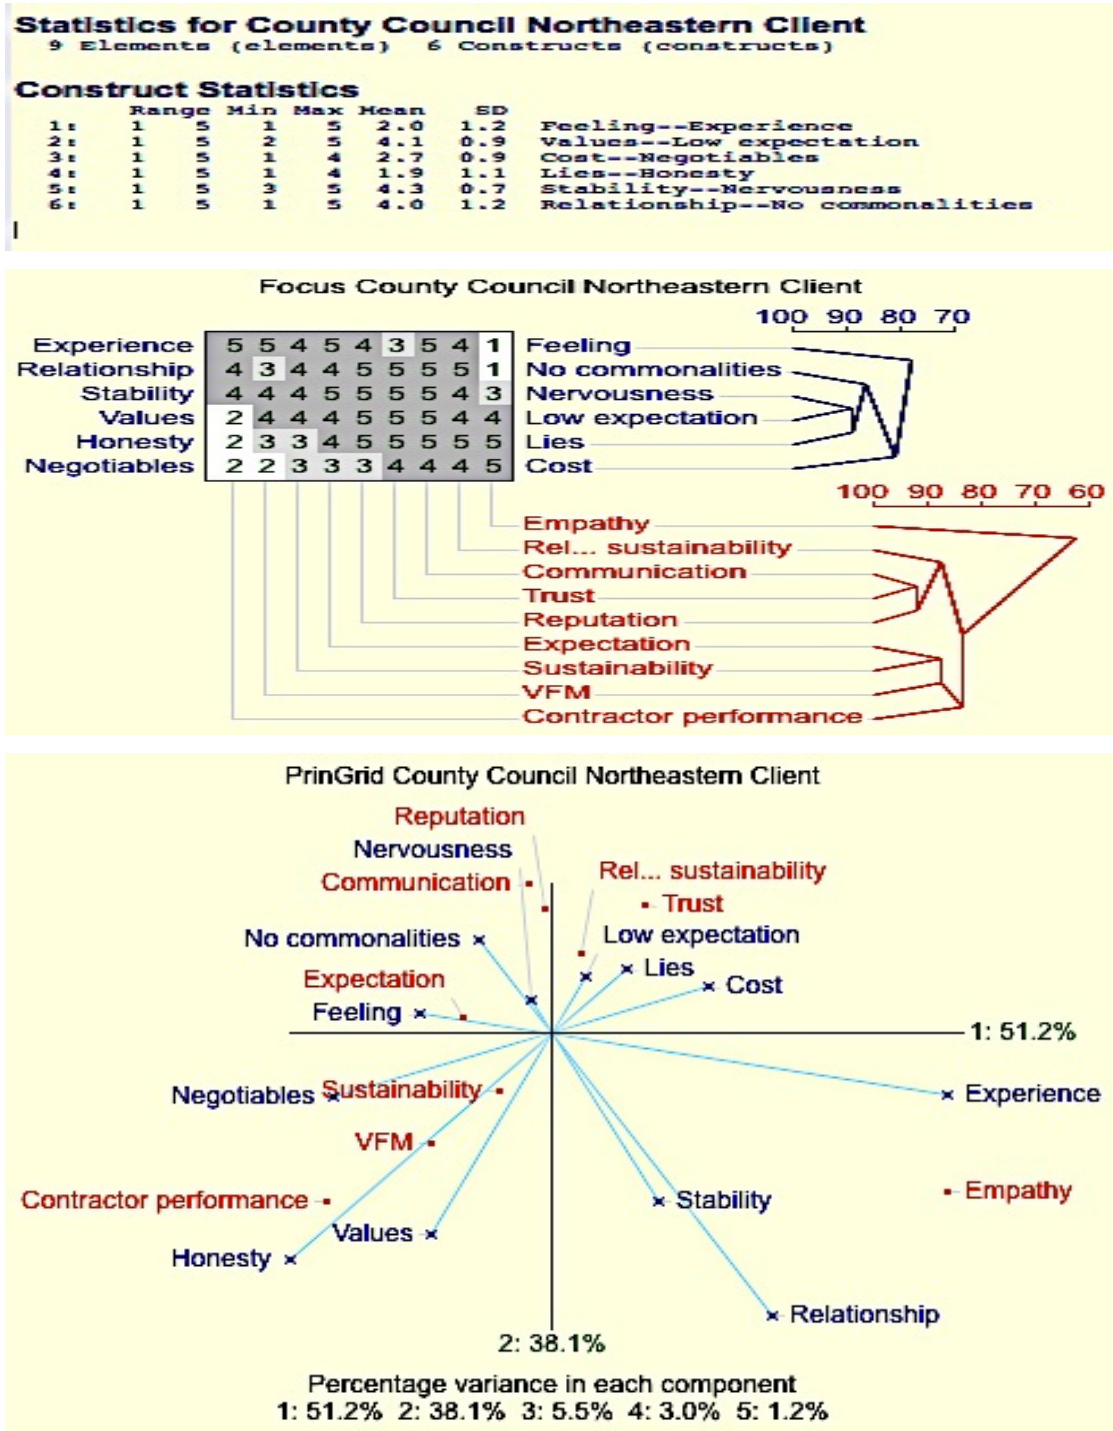 Statistics for County Council Northeastern Client
9 Elements (elements) 6 Constructs (constructs)
Construct Statistics
Range Min Max Mean SD
1: 1 5 1 5 2.0 1.2 Feeling--Experience
2: 1 5 2 5 4.1 0.9 Values--Low expectation
3: 1 5 1 4 2.7 0.9 Cost--Negotiables
4: 1 5 1 4 1.9 1.1 Lies--Honesty
5: 1 5 3 5 4.3 0.7 Stability--Nervousness
6: 1 5 1 5 4.0 1.2 Relationship--No commonalities
Focus County Council Northeastern Client
100 90 80 70
Experience 5 5 4 5 4 3 5 4 1 Feeling
Relationship 4 3 4 4 5 5 5 5 1 No commonalities
Stability 4 4 4 5 5 5 5 4 3 Nervousness
Values 2 4 4 4 5 5 5 4 4 Low expectation
Honesty 2 3 3 4 5 5 5 5 5 Lies
Negotiables 2 2 3 3 3 4 4 4 5 Cost
100 90 80 70 60
Empathy
Rel... sustainability
Communication
Trust
Reputation
Expectation
Sustainability
VFM
Contractor performance
PrinGrid County Council Northeastern Client
Reputation
Nervousness
Rel... sustainability
Communication
Trust
No commonalities
Low expectation
Lies
Expectation
Cost
Feeling
1: 51.2%
Negotiables
Sustainability
Experience
VFM
Empathy
Contractor performance
Stability
Values
Honesty
Relationship
2: 38.1%
Percentage variance in each component
1: 51.2% 2: 38.1% 3: 5.5% 4: 3.0% 5: 1.2%